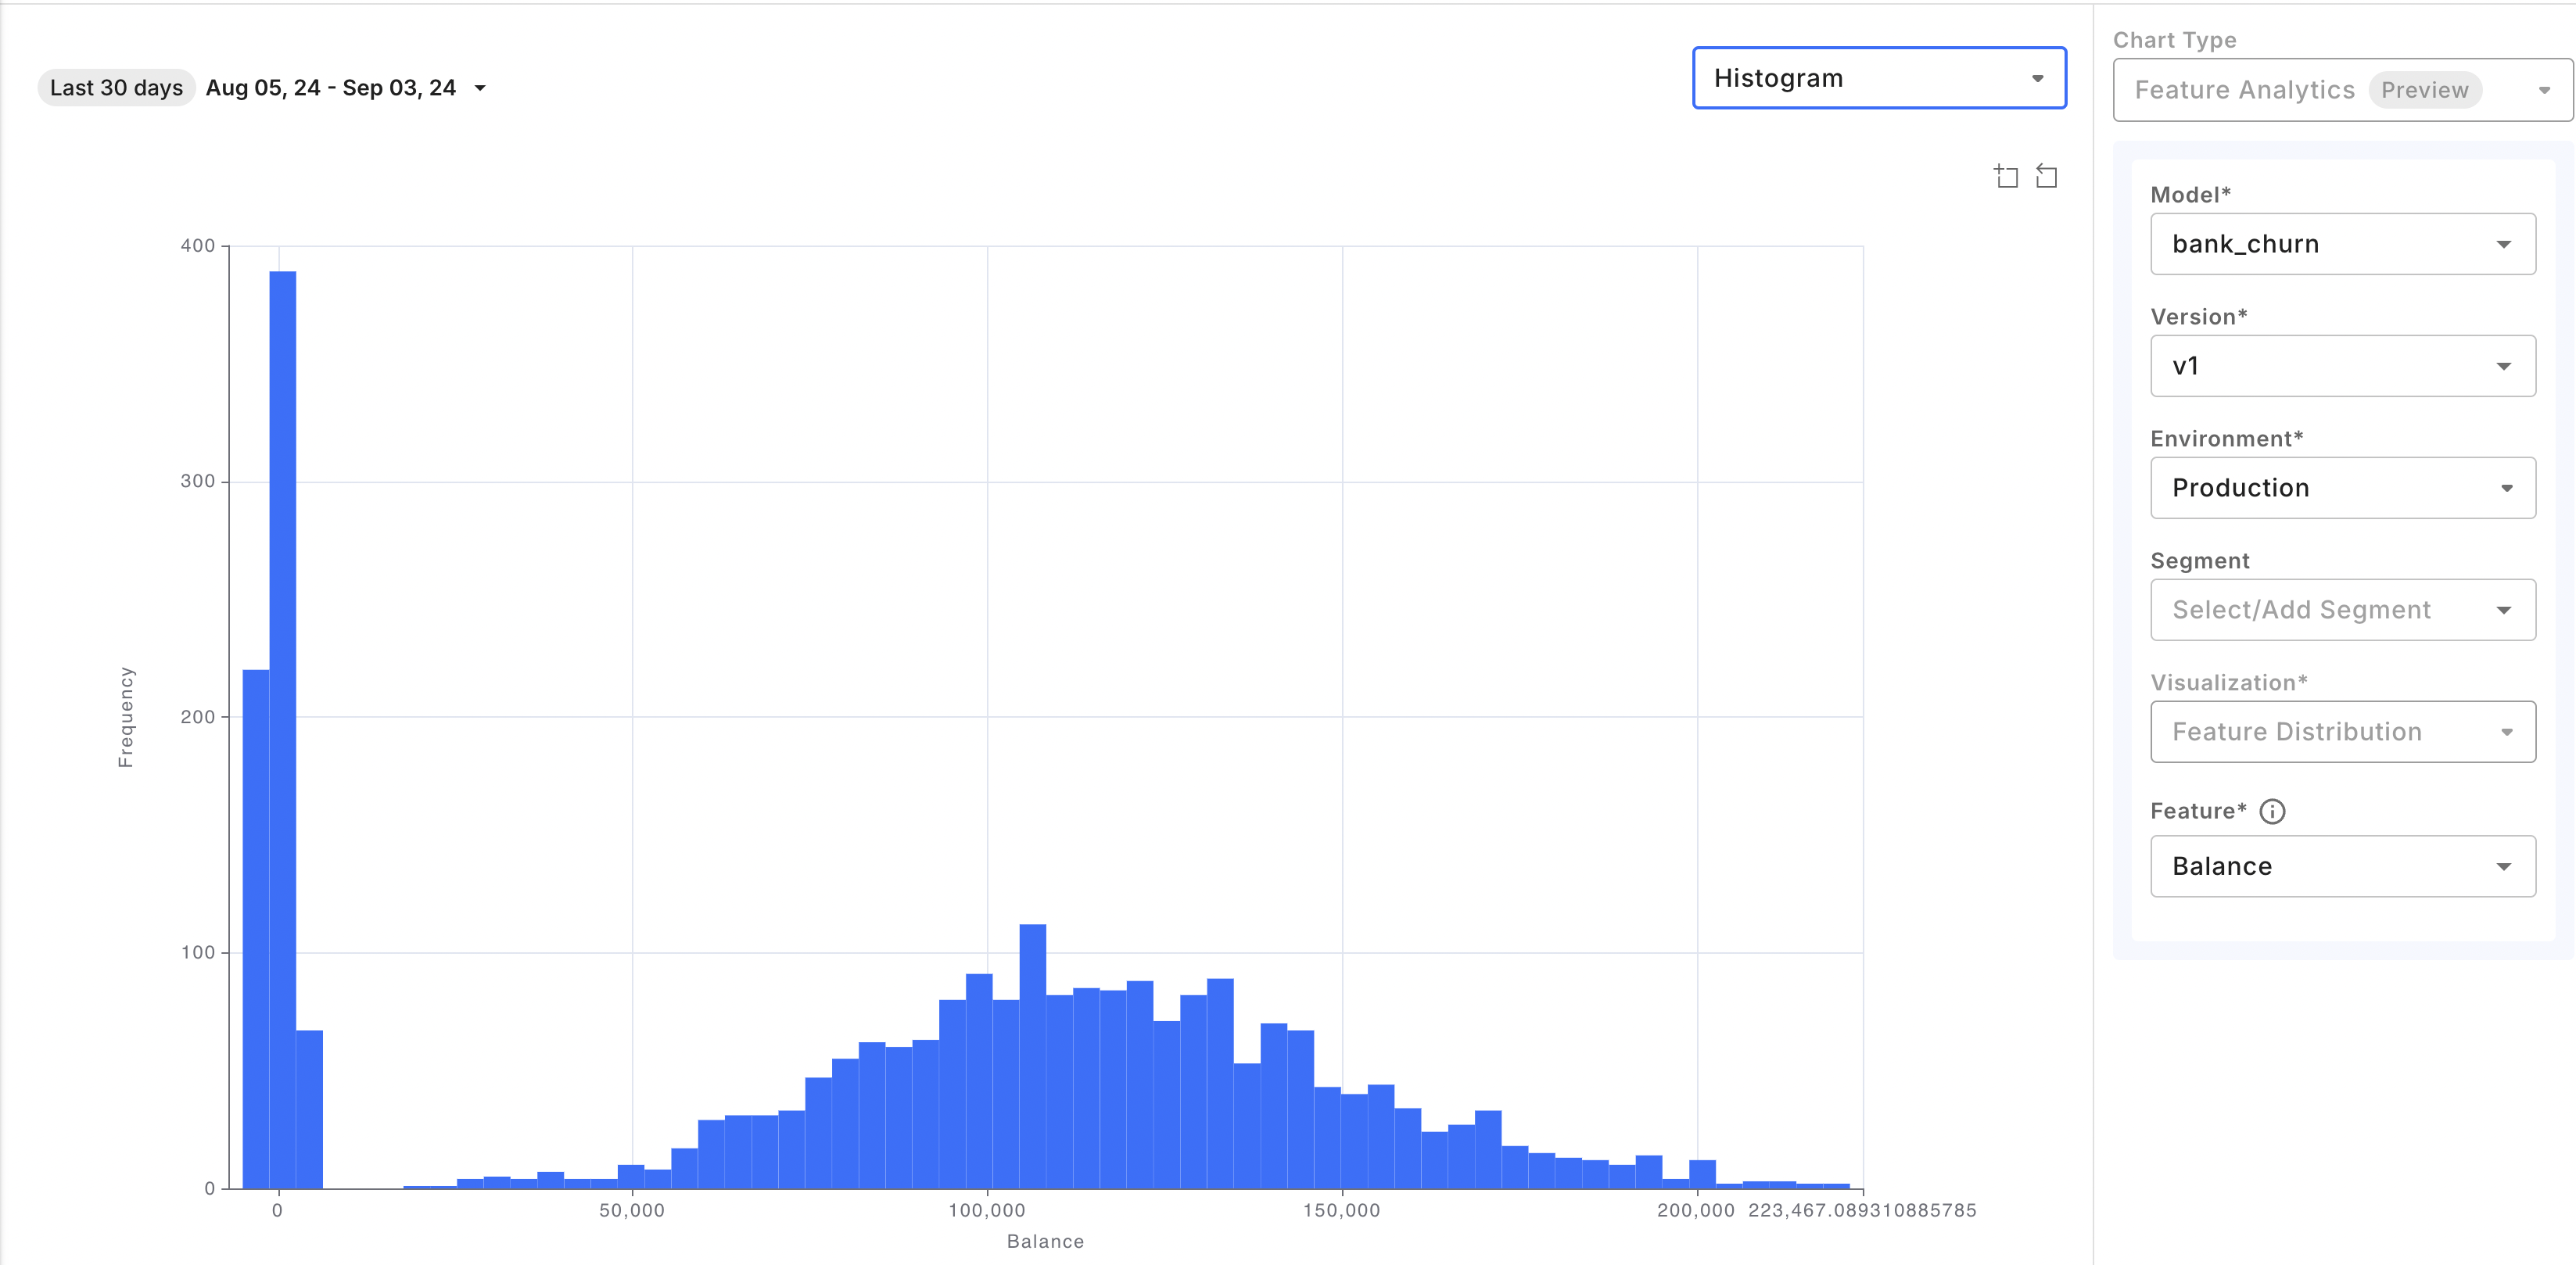 Last 30 days Aug 05, 24 - Sep 03, 24
Histogram
400
300
200
100
0
Frequency
0 50,000 100,000 150,000 200,000 223,467.089310885785
Balance
Chart Type
Feature Analytics Preview
Model*
bank_churn
Version*
v1
Environment*
Production
Segment
Select/Add Segment
Visualization*
Feature Distribution
Feature*
Balance